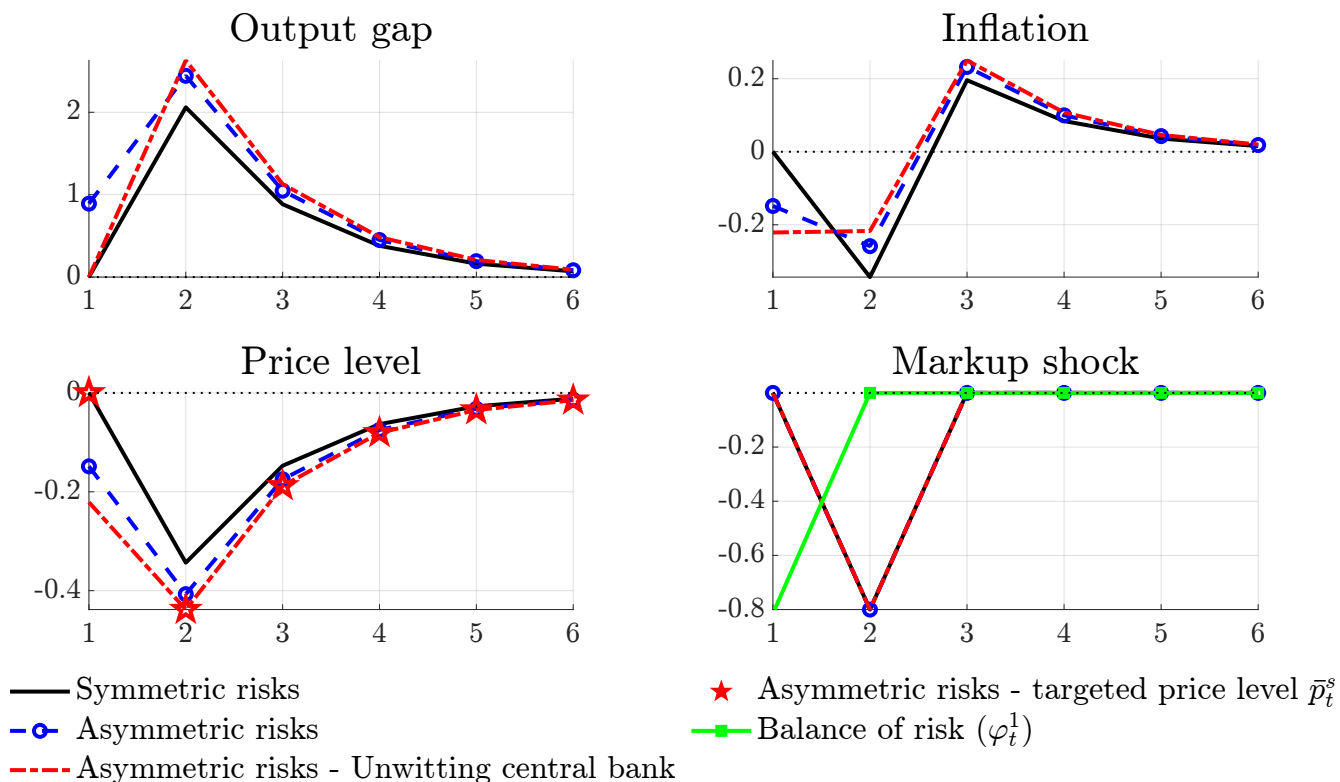 Output gap
2
1
0
1 2 3 4 5 6
Inflation
0.2
0
-0.2
1 2 3 4 5 6
Price level
0
-0.2
-0.4
1 2 3 4 5 6
Markup shock
-0.2
-0.4
-0.6
-0.8
1 2 3 4 5 6
Symmetric risks
Asymmetric risks
Asymmetric risks - Unwitting central bank
Asymmetric risks - targeted price level p̄ₜˢ
Balance of risk (φₜ¹)